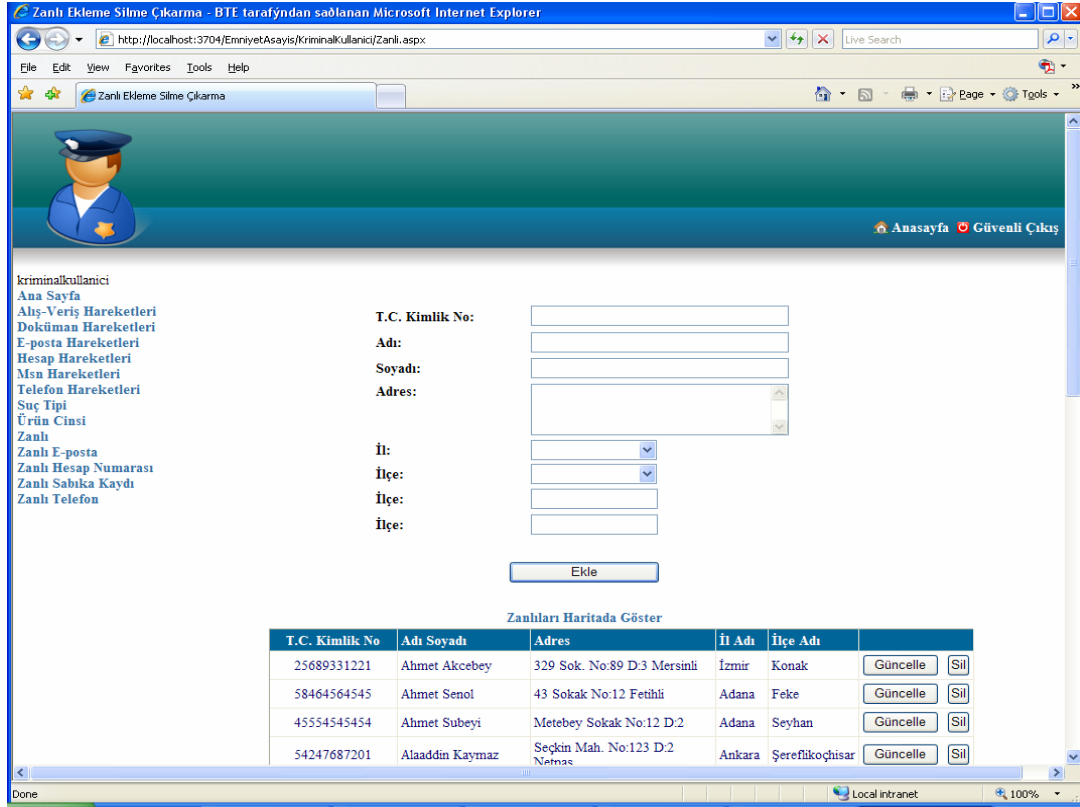 Zanlı Ekleme Silme Çıkarma - BTE tarafýndan saðlanan Microsoft Internet Explorer
http://localhost:3704/EmniyetAsayis/KriminalKullanici/Zanli.aspx
Live Search
File Edit View Favorites Tools Help
Zanlı Ekleme Silme Çıkarma
Page Tools
Anasayfa Güvenli Çıkış
kriminalkullanici
Ana Sayfa
Alış-Veriş Hareketleri
Doküman Hareketleri
E-posta Hareketleri
Hesap Hareketleri
Msn Hareketleri
Telefon Hareketleri
Suç Tipi
Ürün Cinsi
Zanlı
Zanlı E-posta
Zanlı Hesap Numarası
Zanlı Sabıka Kaydı
Zanlı Telefon
T.C. Kimlik No:
Adı:
Soyadı:
Adres:
İl:
İlçe:
İlçe:
İlçe:
Ekle
Zanlıları Haritada Göster
T.C. Kimlik No Adı Soyadı Adres İl Adı İlçe Adı
25689331221 Ahmet Akcebey 329 Sok. No:89 D:3 Mersinli İzmir Konak Güncelle Sil
58464564545 Ahmet Senol 43 Sokak No:12 Fetihli Adana Feke Güncelle Sil
45554545454 Ahmet Subeyi Metebey Sokak No:12 D:2 Adana Seyhan Güncelle Sil
54247687201 Alaaddin Kaymaz Seçkin Mah. No:123 D:2 Ankara Şereflikoçhisar Güncelle Sil
Netpaş
Done Local intranet 100%